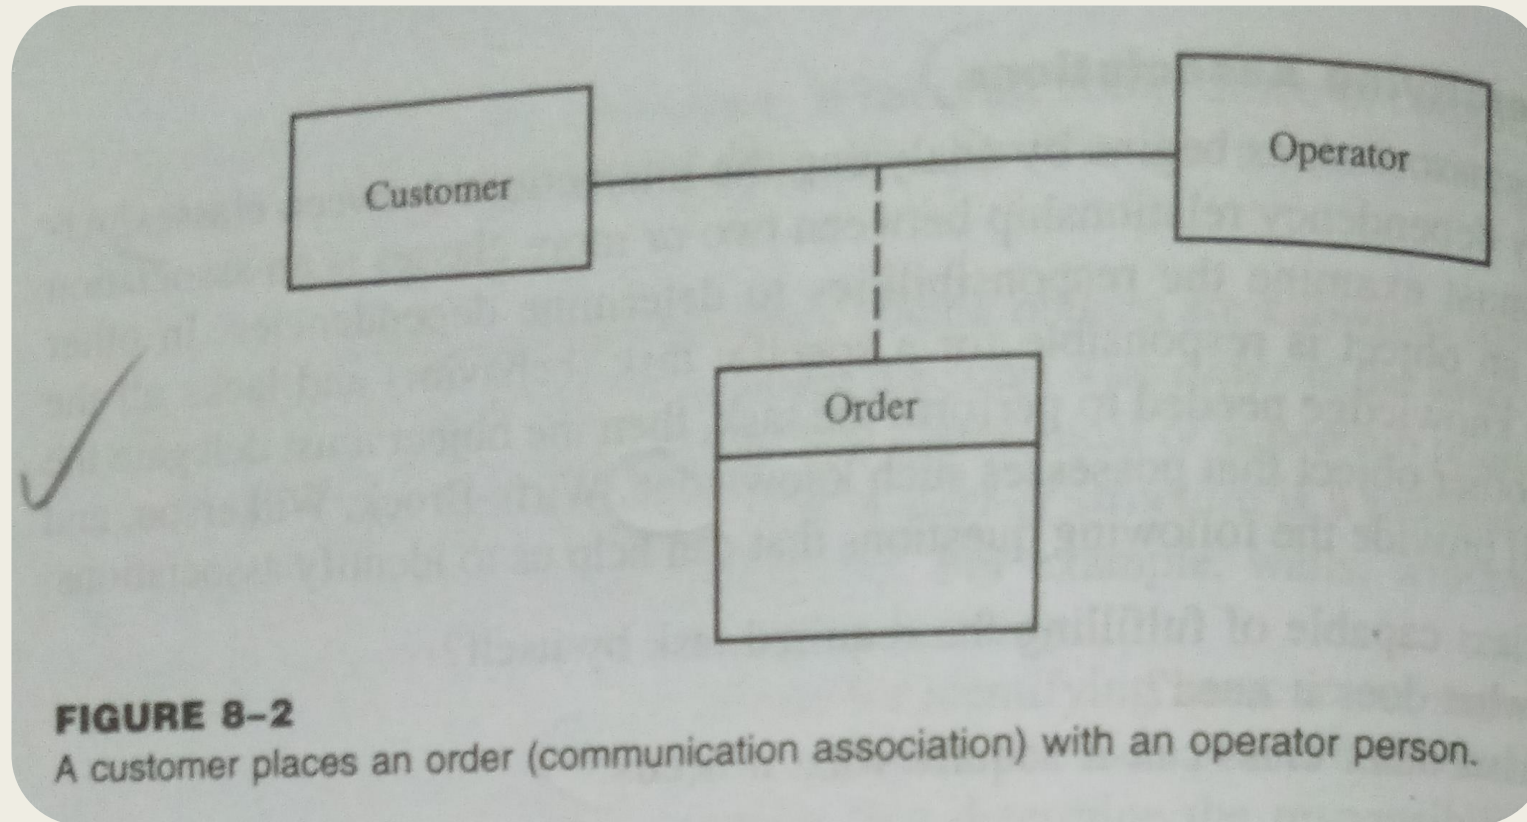 Customer
Operator
Order
FIGURE 8–2
A customer places an order (communication association) with an operator person.